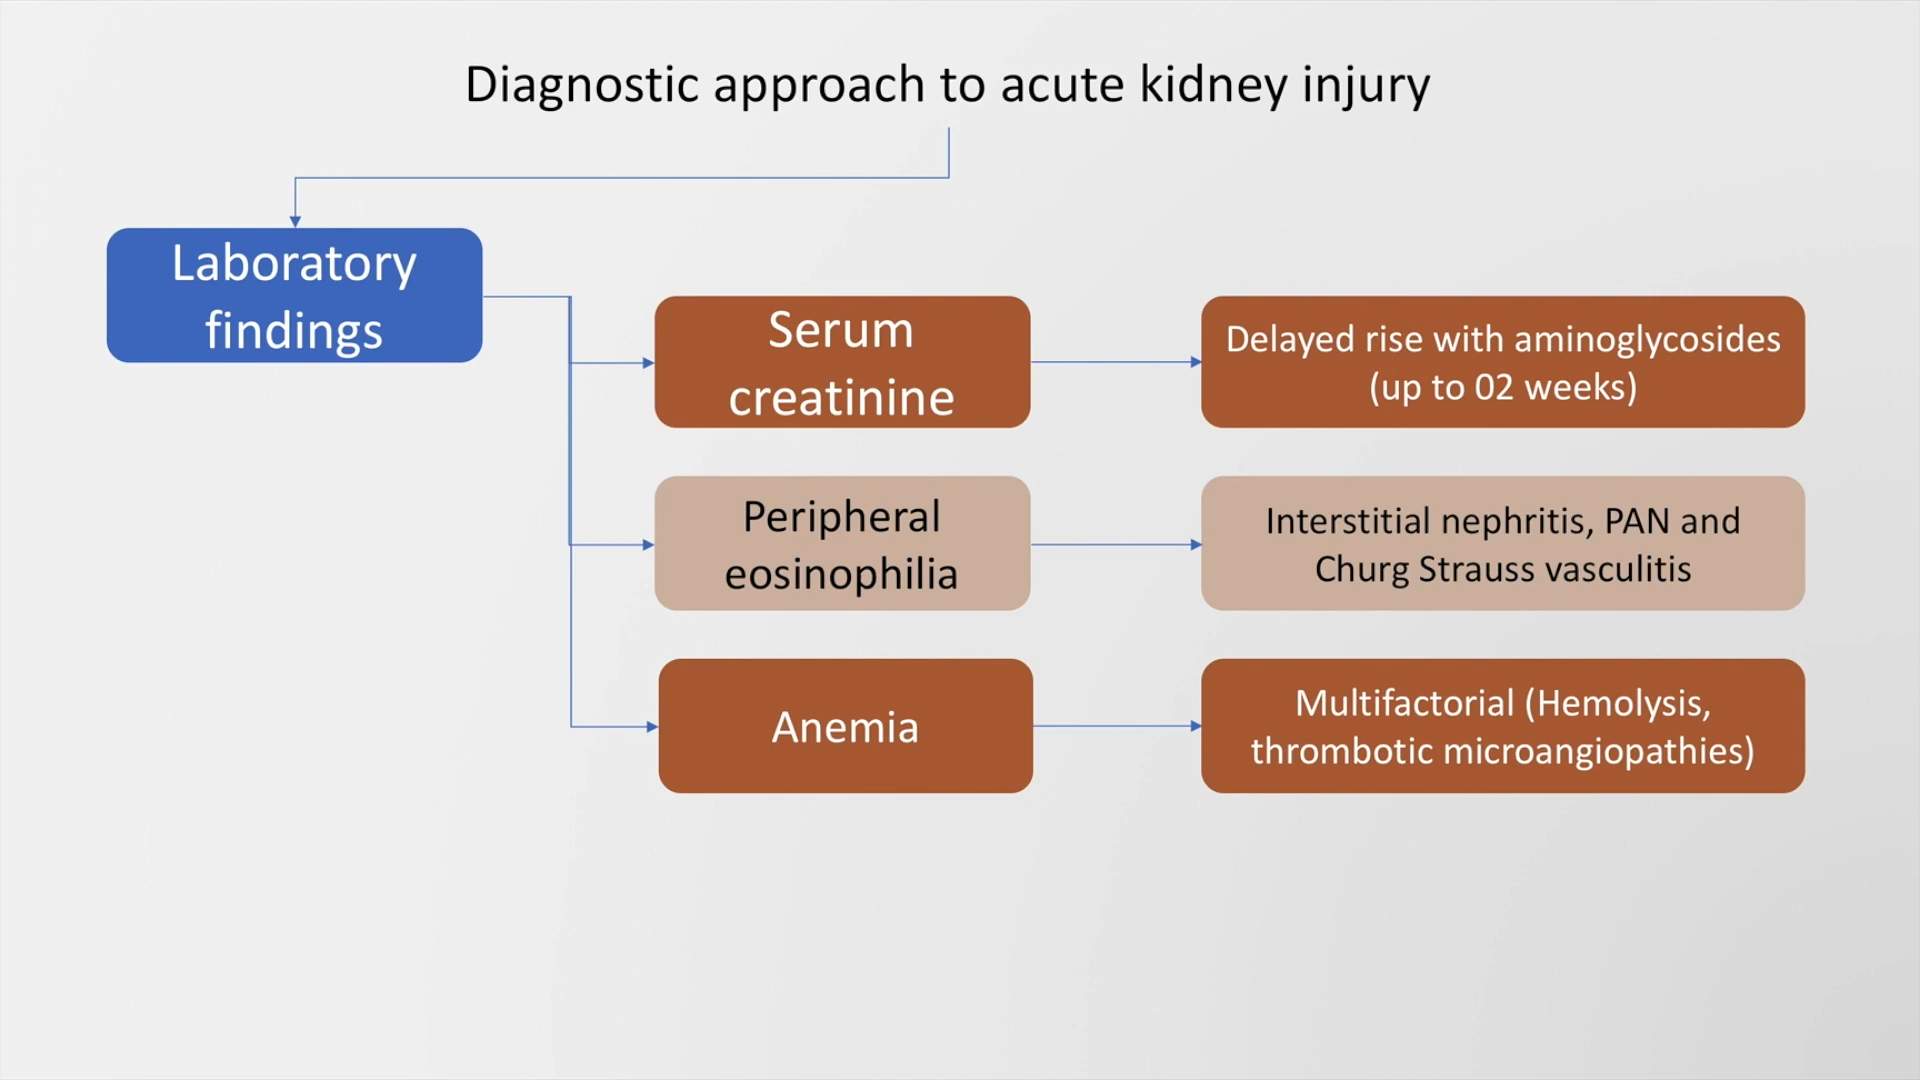 Diagnostic approach to acute kidney injury
Laboratory
findings
Serum
creatinine
Delayed rise with aminoglycosides
(up to 02 weeks)
Peripheral
eosinophilia
Interstitial nephritis, PAN and
Churg Strauss vasculitis
Anemia
Multifactorial (Hemolysis,
thrombotic microangiopathies)